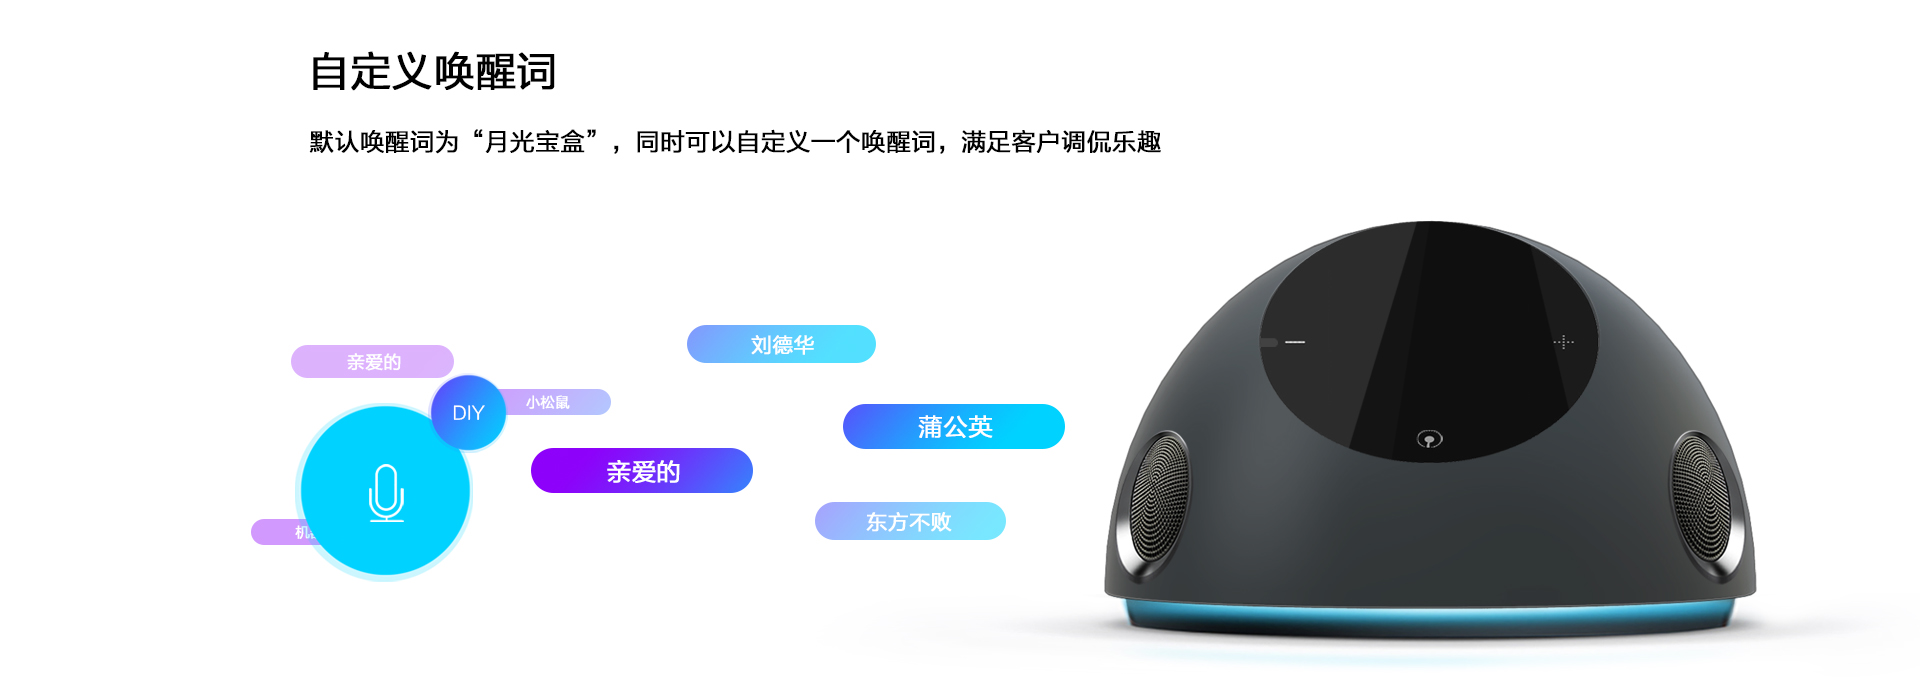 自定义唤醒词
默认唤醒词为“月光宝盒”，同时可以自定义一个唤醒词，满足客户调侃乐趣
刘德华
亲爱的
小松鼠
DIY
蒲公英
亲爱的
东方不败
机